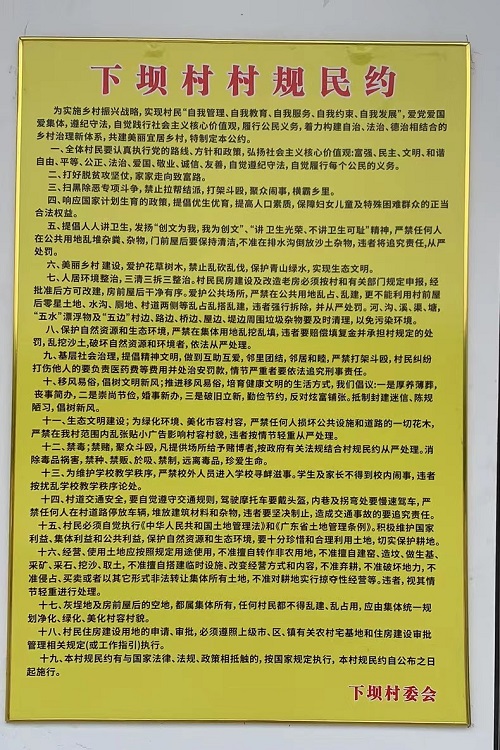 下坝村村规民约
为实施乡村振兴战略,实现村民“自我管理、自我教育、自我服务、自我约束、自我发展”,爱党爱国
爱集体,遵纪守法,自觉践行社会主义核心价值观,履行公民义务,着力构建自治、法治、德治相结合的
乡村治理新体系,共建美丽宜居乡村,特制定本公约。
一、全体村民要认真执行党的路线、方针和政策,弘扬社会主义核心价值观:富强、民主、文明、和谐
自由、平等、公正、法治、爱国、敬业、诚信、友善,自觉遵纪守法,自觉履行每个公民的义务。
二、打好脱贫攻坚仗,家家走向致富路。
三、扫黑除恶专项斗争,禁止拉帮结派,打架斗殴,聚众闹事,横霸乡里。
四、响应国家计划生育的政策,提倡优生优育,提高人口素质,保障妇女儿童及特殊困难群众的正当
合法权益。
五、提倡人人讲卫生,发扬“创文为我,我为创文”、“讲卫生光荣、不讲卫生可耻”精神,严禁任何人
在公共用地乱堆杂粪、杂物,门前屋后要保持清洁,不准在排水沟倒放沙土杂物,违者将追究责任,从严
处罚。
六、美丽乡村 建设,爱护花草树木,禁止乱砍乱伐,保护青山绿水,实现生态文明。
七、人居环境整治,三清三拆三整治。村民民房建设及改造老房必须按村和有关部门规定申报,经
批准后方可改建,房前屋后干净有序。爱护公共场所,严禁在公共用地乱占、乱建,更不能利用村前屋
后零星土地、水沟、厕地、村道两侧等乱占乱搭乱建,违者强行拆除,并从严处罚。河、沟、溪、渠、塘,
“五水”漂浮物及“五边”村边、路边、桥边、屋边、堤边周围垃圾杂物要及时清理,以免污染环境。
八、保护自然资源和生态环境,严禁在集体用地乱挖乱填,违者要赔偿填复金并承担村规定的处
罚,乱挖沙土,破坏自然资源和环境者,依法从严处理。
九、基层社会治理,提倡精神文明,做到互助互爱,邻里团结,邻居和睦,严禁打架斗殴,村民纠纷
打伤他人的要负责医药费等费用并处治安罚款,情节严重者要依法追究刑事责任。
十、移风易俗,倡树文明新风;推进移风易俗,培育健康文明的生活方式,我们倡议:一是厚养薄葬,
丧事简办,二是崇尚节俭,婚事新办,三是破旧立新,勤俭节约,反对炫富铺张。抵制封建迷信、陈规
陋习,倡树新风。
十一、生态文明建设;为绿化环境、美化市容村容,严禁任何人损坏公共设施和道路的一切花木,
严禁在我村范围内乱张贴小广告影响村容村貌,违者按情节轻重从严处理。
十二、禁毒;禁赌,聚众斗殴,凡提供场所给予赌博者,按政府有关法规结合村规民约从严处理。消
除毒品祸害,禁种、禁贩、於吸、禁制,远离毒品,珍爱生命。
十三、为维护学校教学秩序,严禁校外人员进入学校寻衅滋事。学生及家长不得到校内闹事,违者
按扰乱学校教学秩序论处。
十四、村道交通安全,要自觉遵守交通规则,驾驶摩托车要戴头盔,内巷及拐弯处要慢速驾车,严
禁任何人在村道路停放车辆,堆放建筑材料和杂物,违者要坚决制止,造成交通事故的要追究责任。
十五、村民必须自觉执行《中华人民共和国土地管理法》和《广东省土地管理条例》。积极维护国家
利益、集体利益和公共利益,保护自然资源和生态环境,要十分珍惜和合理利用土地,切实保护耕地。
十六、经营、使用土地应按照规定用途使用,不准擅自转作非农用地,不准擅自建窑、造坟、做生基、
采矿、采石、挖沙、取土,不准擅自搭建临时设施、改变经营方式和内容,不准弃耕,不准破坏地力,不
准侵占、买卖或者以其它形式非法转让集体所有土地,不准对耕地实行掠夺性经营等。违者,视其情
节轻重进行处理。
十七、灰埕地及房前屋后的空地,都属集体所有,任何村民都不得乱建、乱占用,应由集体统一规
划净化、绿化、美化村容村貌。
十八、村民住房建设用地的申请、审批,必须遵照上级市、区、镇有关农村宅基地和住房建设审批
管理相关规定(或工作指引)执行。
十九、本村规民约有与国家法律、法规、政策相抵触的,按国家规定执行,本村规民约自公布之日
起施行。
下坝村委会